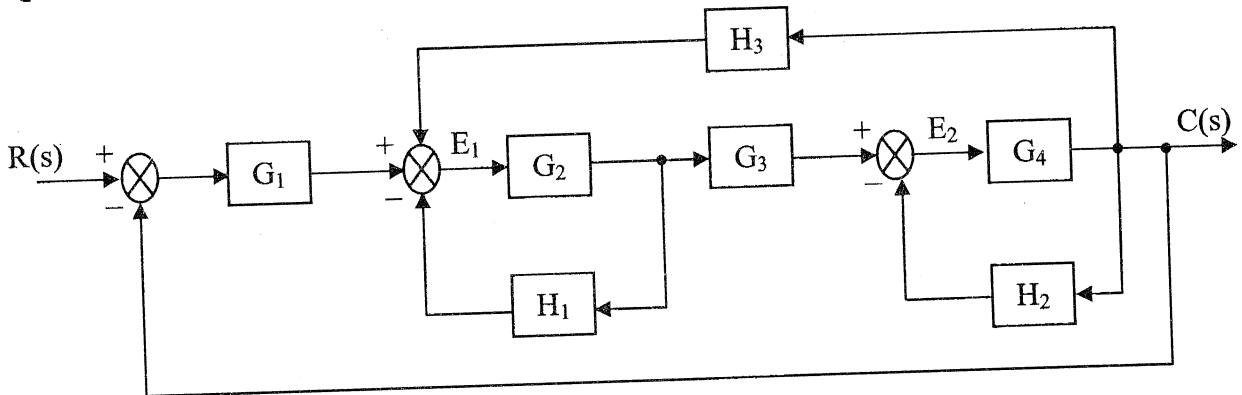 H₃
R(s) + − G₁ + − E₁ G₂ G₃ + − E₂ G₄ C(s)
H₁ H₂